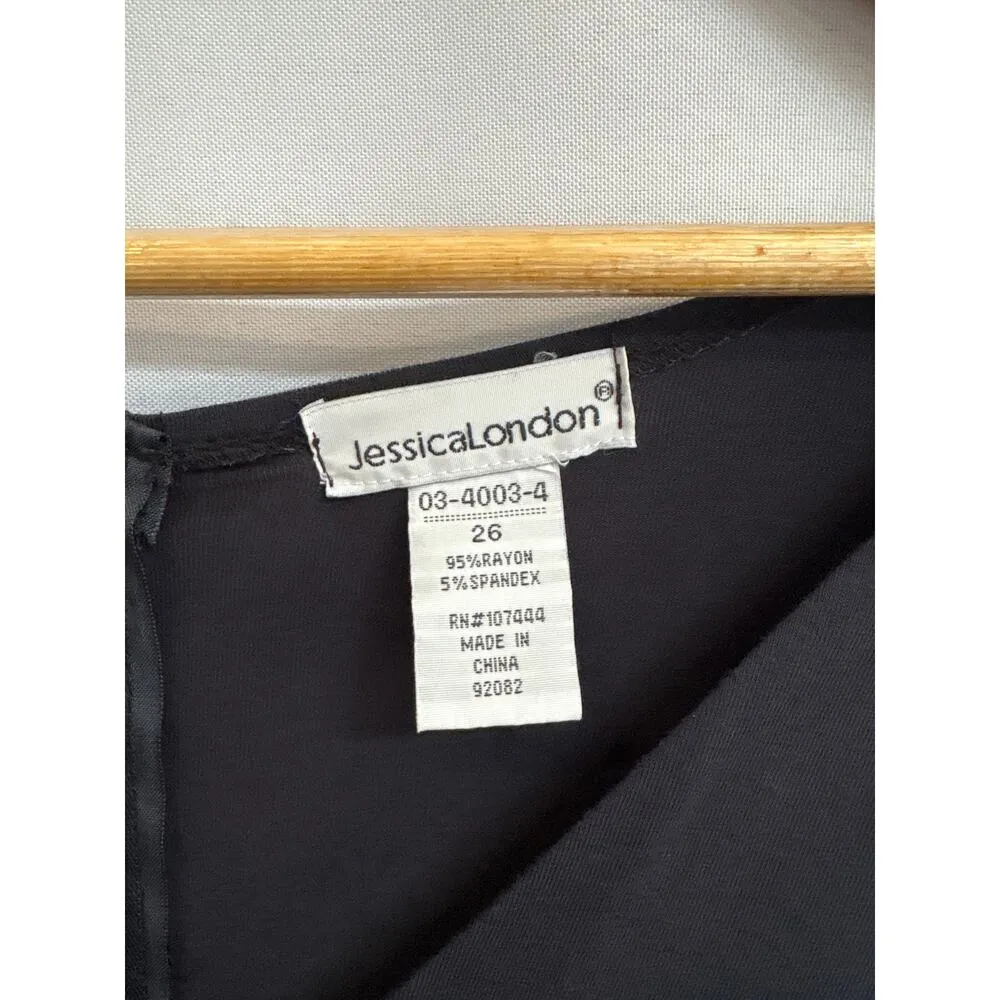 JessicaLondon®
03-4003-4
26
95%RAYON
5%SPANDEX
RN#107444
MADE IN
CHINA
92082